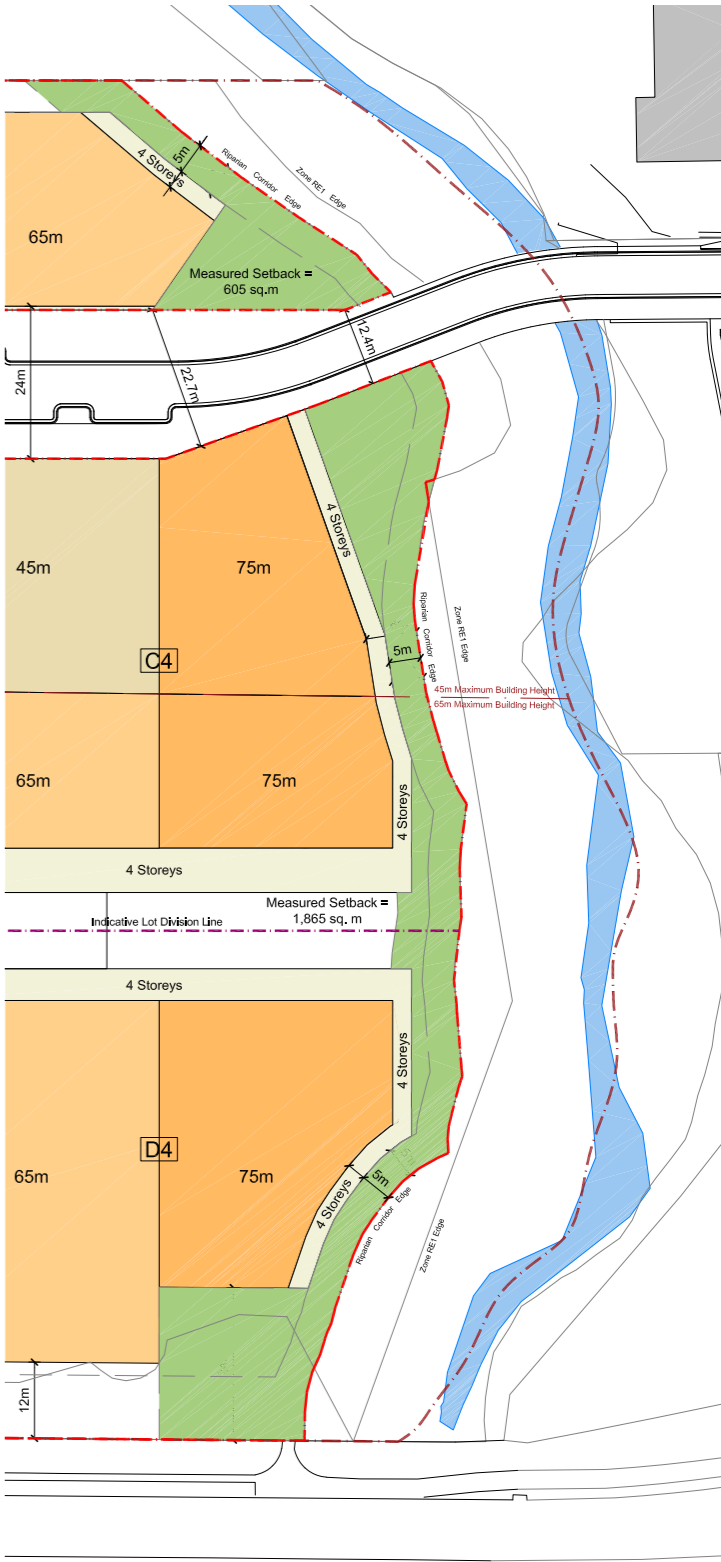 5m
4 Storeys
Riparian Corridor Edge
Zone RE1 Edge
65m
Measured Setback =
605 sq.m
24m
22.7m
12.4m
4 Storeys
45m
75m
C4
5m
Riparian Corridor Edge
Zone RE1 Edge
45m Maximum Building Height
65m Maximum Building Height
65m
75m
4 Storeys
4 Storeys
Measured Setback =
1,865 sq. m
Indicative Lot Division Line
4 Storeys
4 Storeys
D4
65m
75m
5m
5m
4 Storeys
Riparian Corridor Edge
Zone RE1 Edge
12m